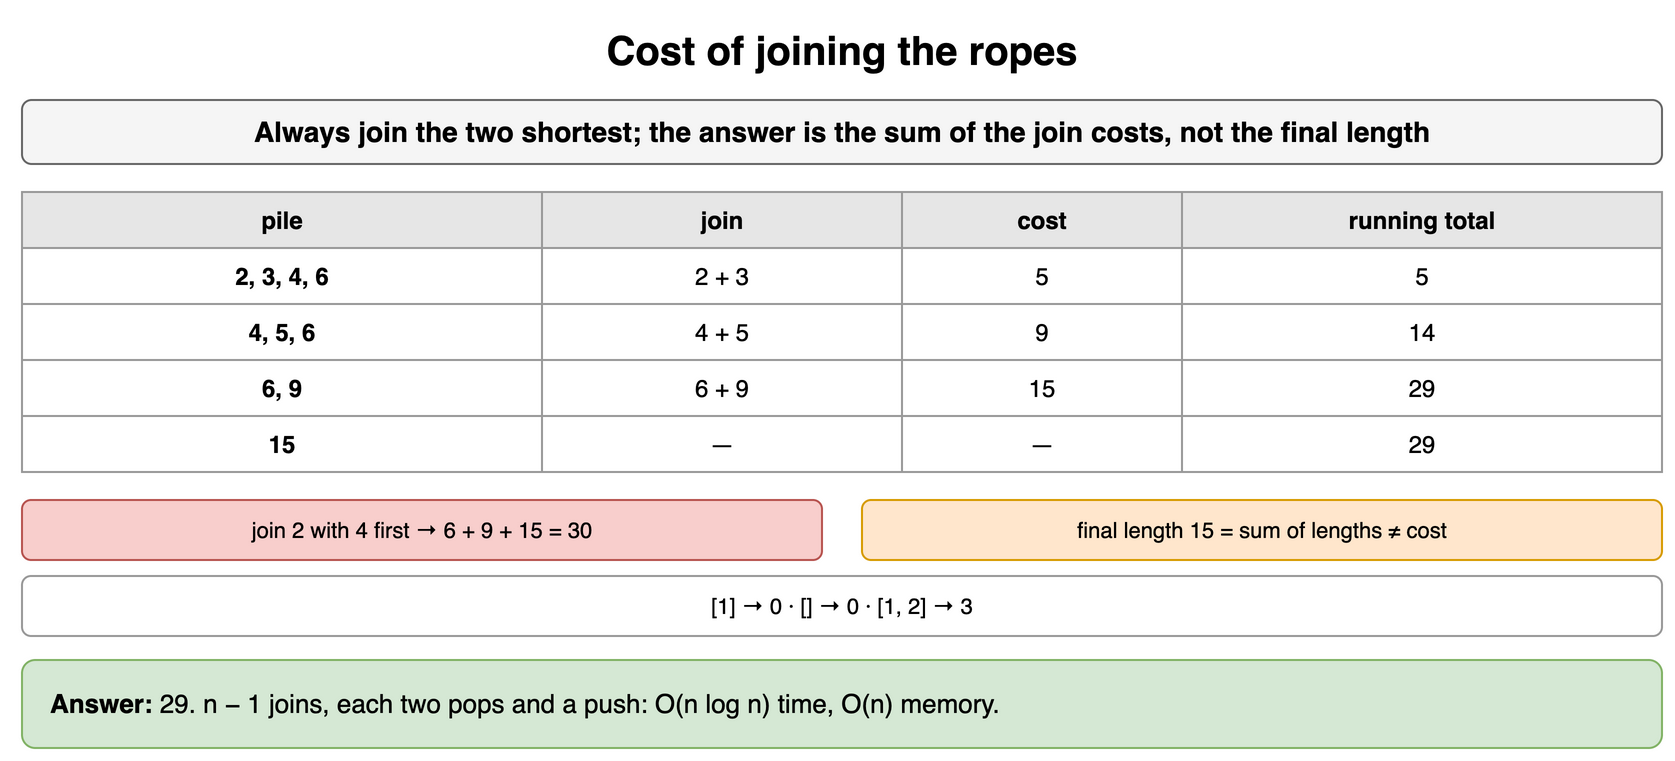 Cost of joining the ropes
Always join the two shortest; the answer is the sum of the join costs, not the final length
pile join cost running total
2, 3, 4, 6 2 + 3 5 5
4, 5, 6 4 + 5 9 14
6, 9 6 + 9 15 29
15 — — 29
join 2 with 4 first → 6 + 9 + 15 = 30
final length 15 = sum of lengths ≠ cost
[1] → 0 · [] → 0 · [1, 2] → 3
Answer: 29. n − 1 joins, each two pops and a push: O(n log n) time, O(n) memory.